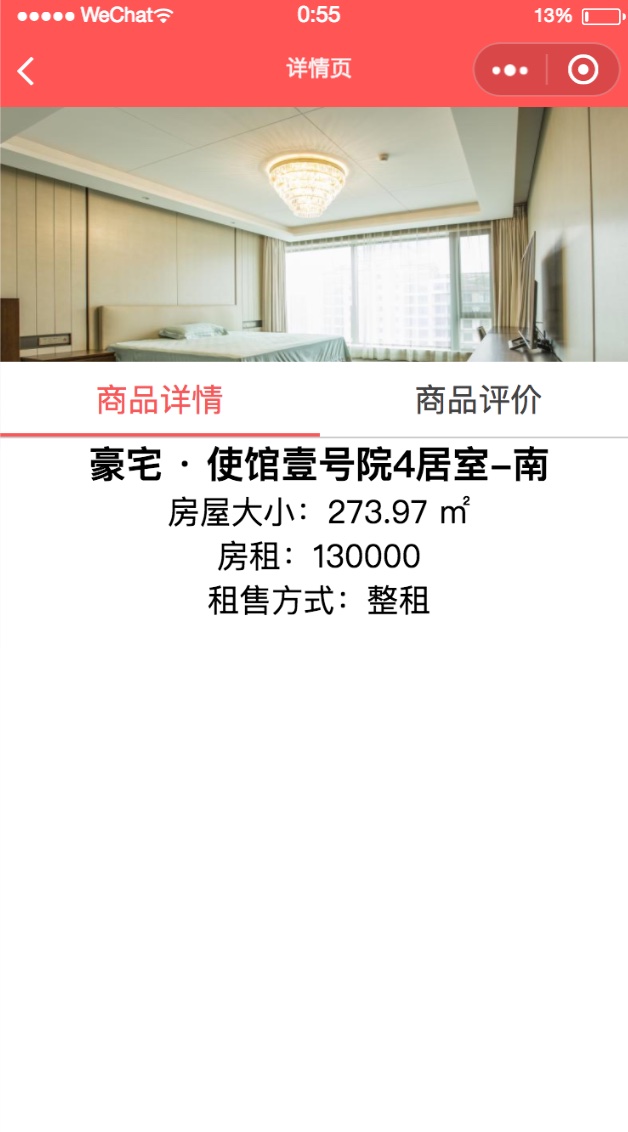 WeChat 0:55 13%
详情页
商品详情 商品评价
豪宅 · 使馆壹号院4居室-南
房屋大小：273.97 ㎡
房租：130000
租售方式：整租